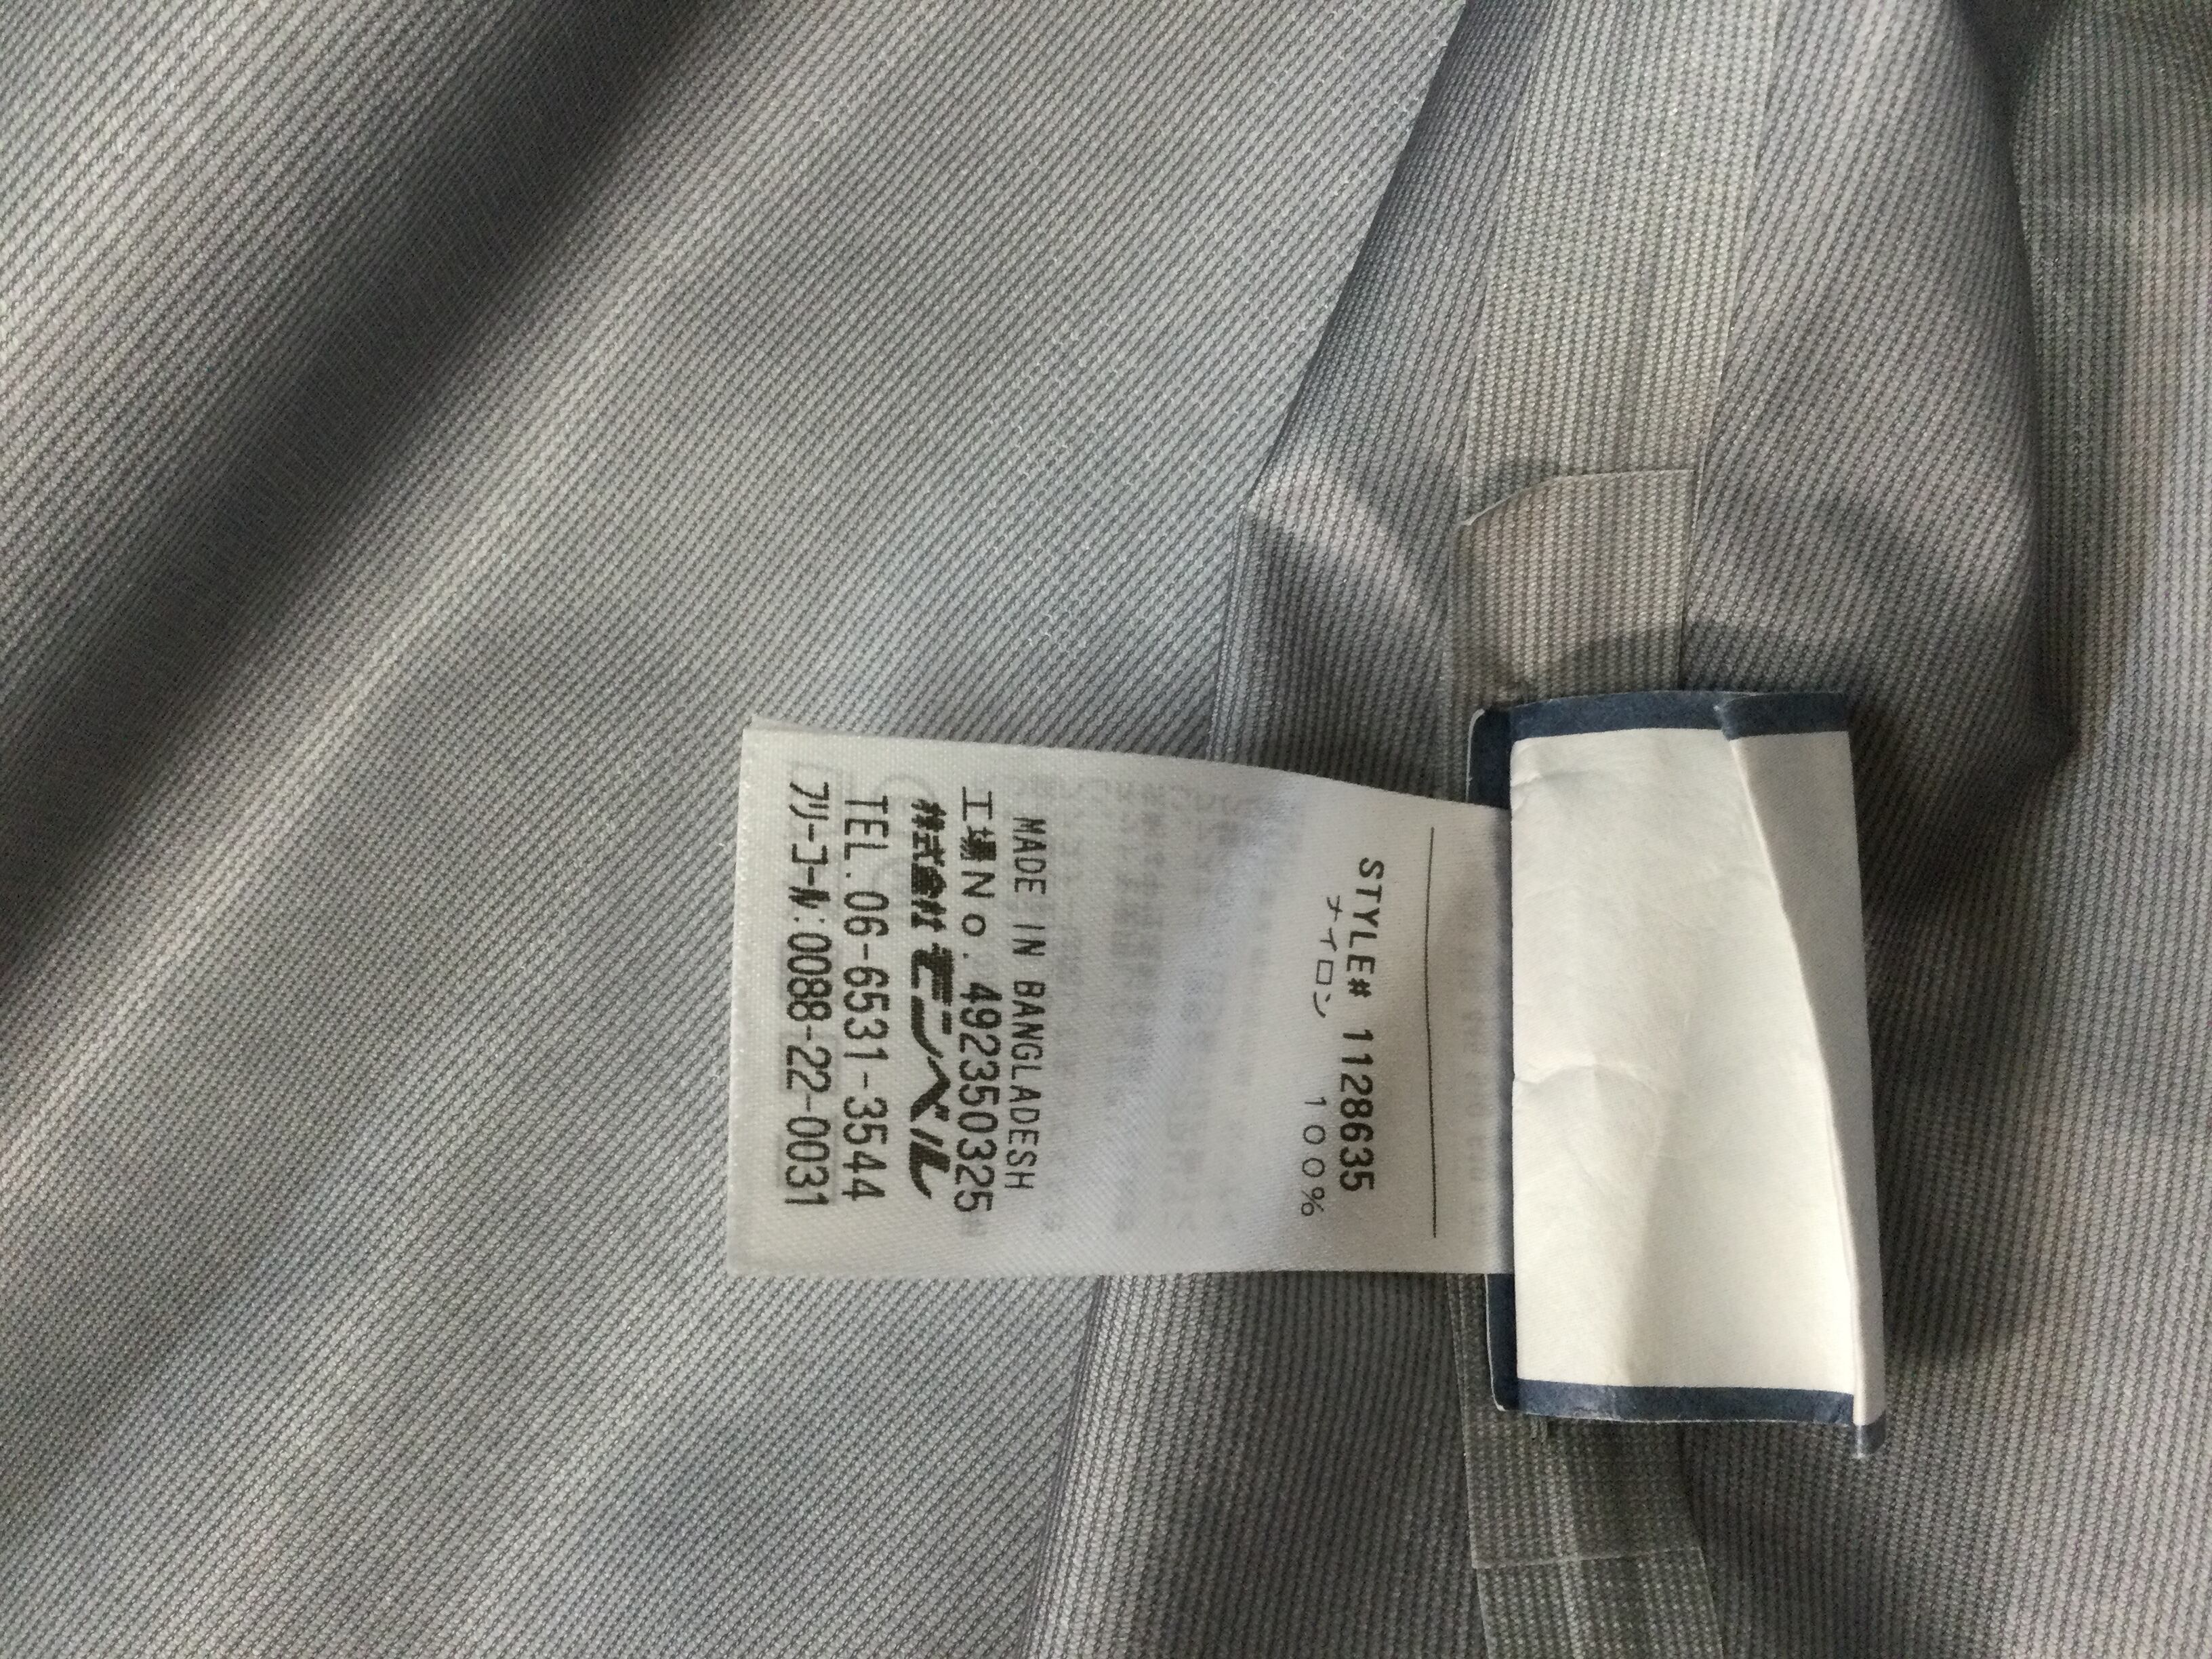 STYLE# 1128635
ナイロン 100%
MADE IN BANGLADESH
工場No. 492350325
株式会社 モンベル
TEL.06-6531-3544
フリーコール:0088-22-0031